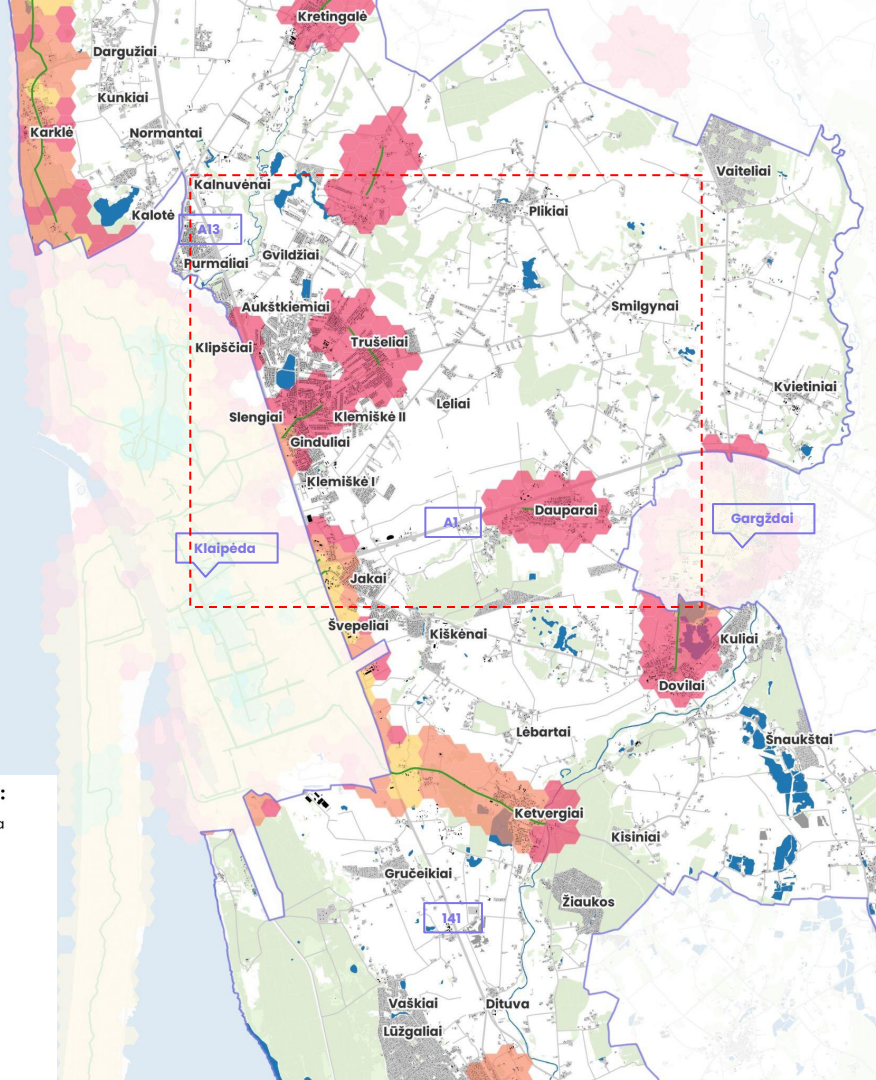 Kretingalė
Dargužiai
Kunkiai
Karklė
Normantai
Vaiteliai
Kalnuvėnai
Plikiai
Kalotė
A13
Gvildžiai
Purmaliai
Aukštkiemiai
Smilgynai
Klipščiai
Trušeliai
Kvietiniai
Leliai
Slengiai
Klemiškė II
Ginduliai
Klemiškė I
Dauparai
A1
Gargždai
Klaipėda
Jakai
Švepeliai
Kiškėnai
Kuliai
Dovilai
Lėbartai
Šnaukštai
:
a
Ketvergiai
Kisiniai
Gručeikiai
Žiaukos
141
Vaškiai
Dituva
Lūžgaliai